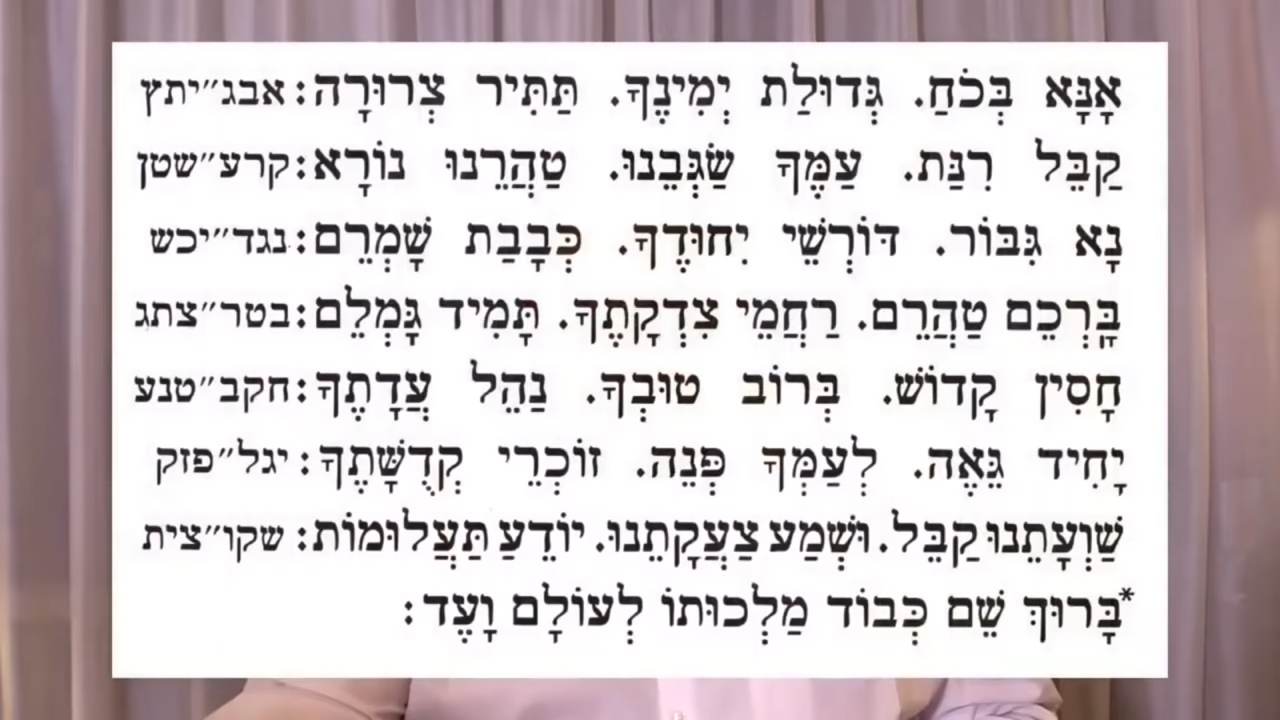 אָנָּא בְּכֹחַ. גְּדוּלַת יְמִינֶךָ. תַּתִּיר צְרוּרָה: אבג״יתץ
קַבֵּל רִנַּת. עַמֶּךָ שַׂגְּבֵנוּ. טַהֲרֵנוּ נוֹרָא: קרע״שטן
נָא גִּבּוֹר. דּוֹרְשֵׁי יִחוּדֶךָ. כְּבָבַת שָׁמְרֵם: נגד״יכש
בָּרְכֵם טַהֲרֵם. רַחֲמֵי צִדְקָתֶךָ. תָּמִיד גָּמְלֵם: בטר״צתג
חָסִין קָדוֹשׁ. בְּרוֹב טוּבְךָ. נַהֵל עֲדָתֶךָ: חקב״טנע
יָחִיד גֵּאֶה. לְעַמְּךָ פְּנֵה. זוֹכְרֵי קְדֻשָּׁתֶךָ: יגל״פזק
שַׁוְעָתֵנוּ קַבֵּל. וּשְׁמַע צַעֲקָתֵנוּ. יוֹדֵעַ תַּעֲלוּמוֹת: שקו״צית
*בָּרוּךְ שֵׁם כְּבוֹד מַלְכוּתוֹ לְעוֹלָם וָעֶד: